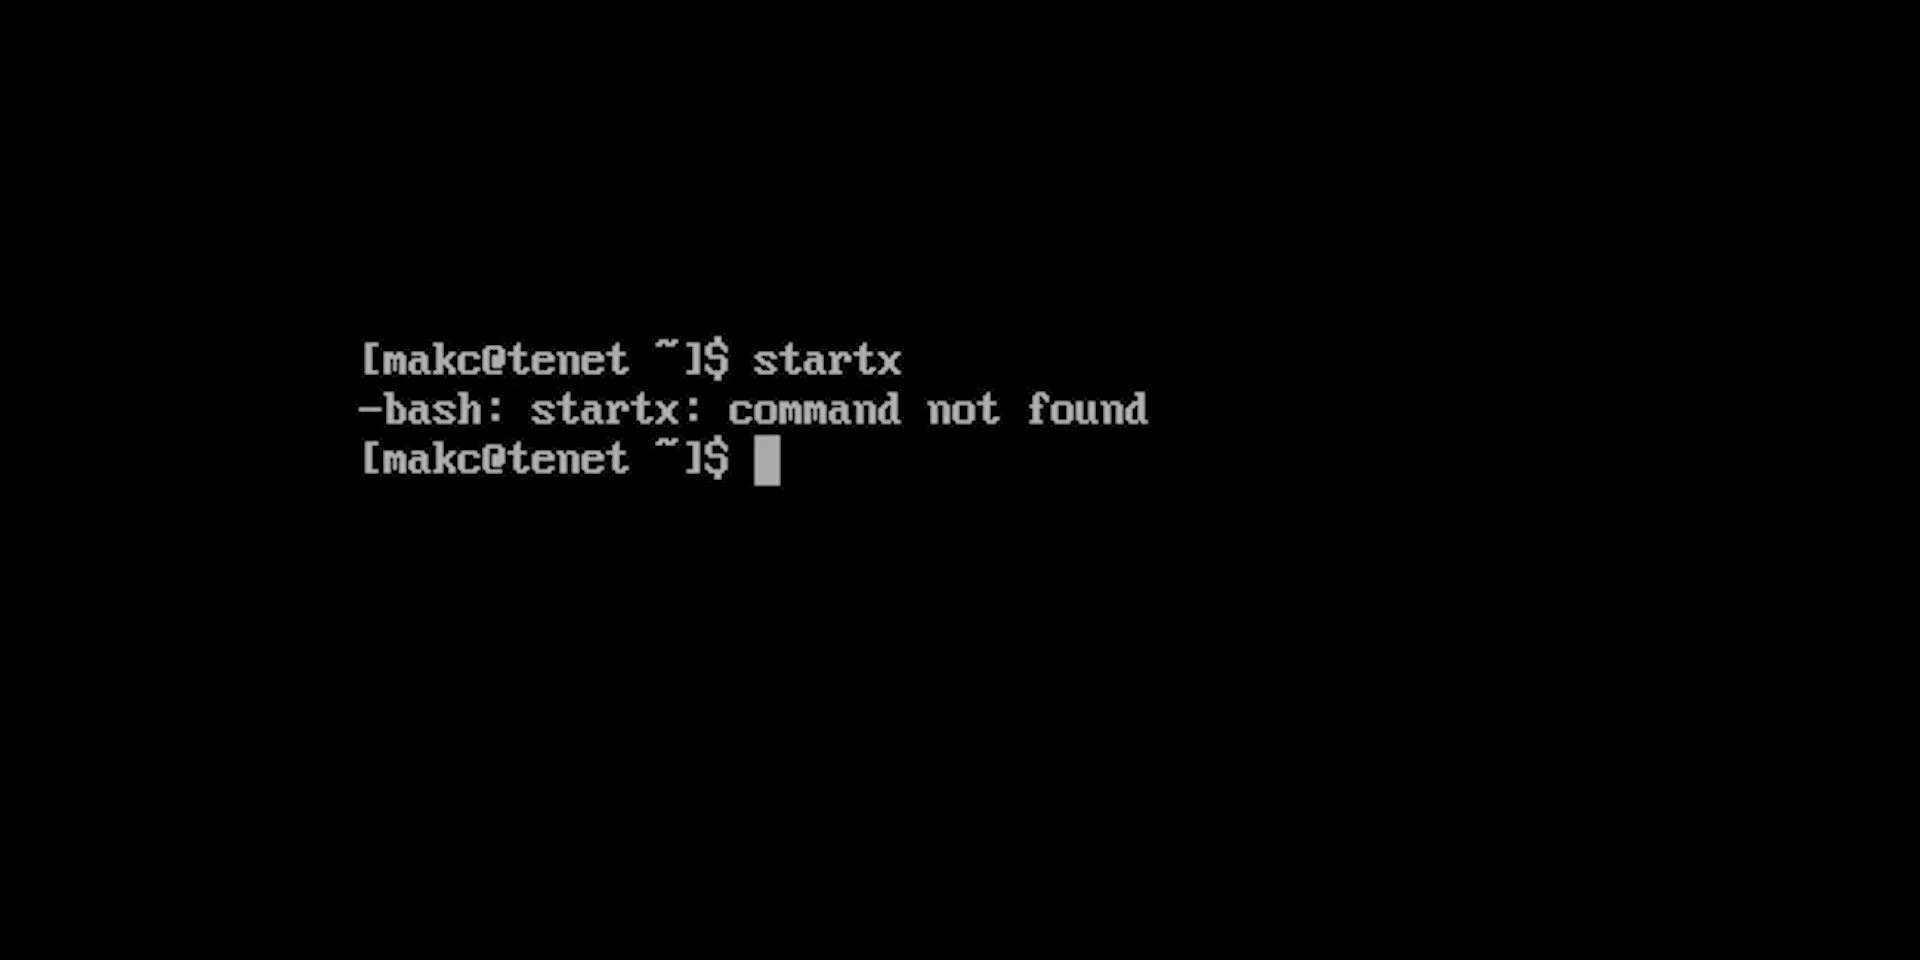 [makc@tenet ~]$ startx
-bash: startx: command not found
[makc@tenet ~]$